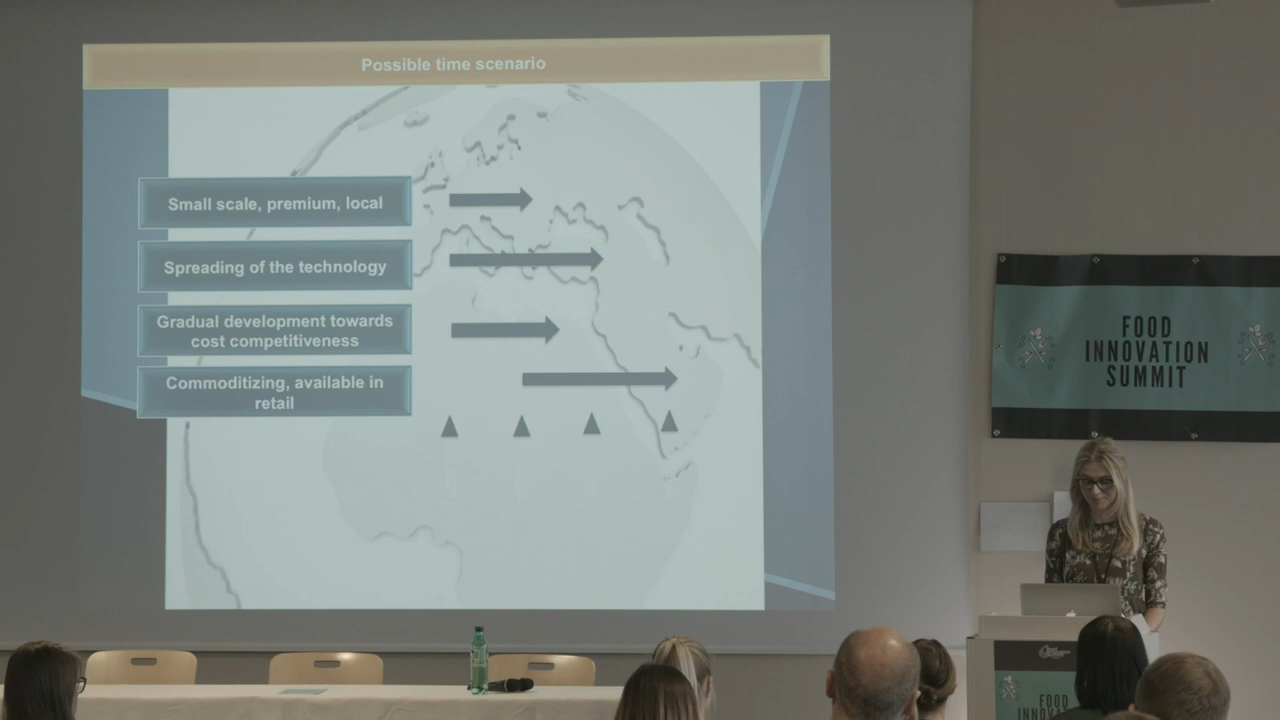 Possible time scenario
Small scale, premium, local
Spreading of the technology
Gradual development towards
cost competitiveness
Commoditizing, available in
retail
FOOD
INNOVATION
SUMMIT
FOOD